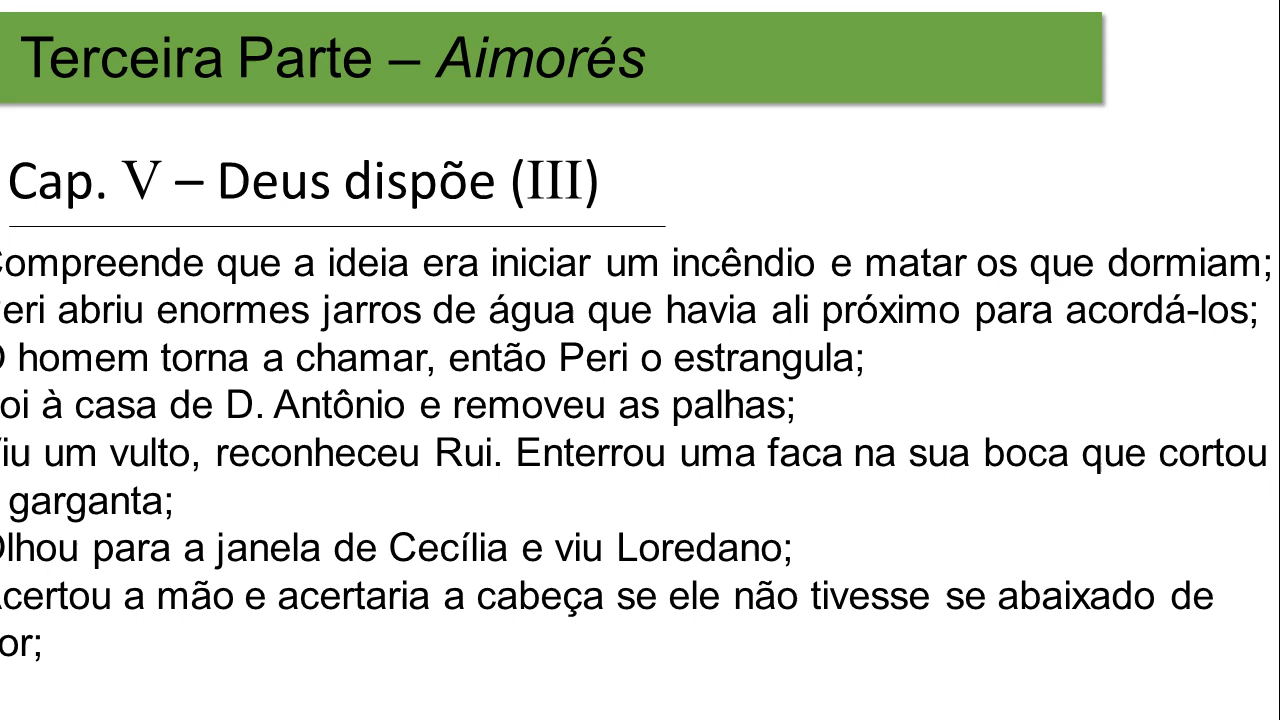 Terceira Parte – Aimorés
Cap. V – Deus dispõe (III)
Compreende que a ideia era iniciar um incêndio e matar os que dormiam;
Peri abriu enormes jarros de água que havia ali próximo para acordá-los;
O homem torna a chamar, então Peri o estrangula;
oi à casa de D. Antônio e removeu as palhas;
Viu um vulto, reconheceu Rui. Enterrou uma faca na sua boca que cortou
garganta;
Olhou para a janela de Cecília e viu Loredano;
Acertou a mão e acertaria a cabeça se ele não tivesse se abaixado de
or;